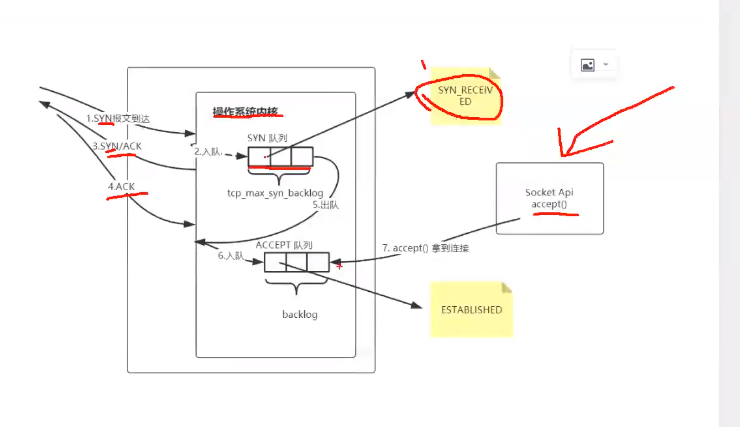 操作系统内核
SYN_RECEIV
ED
1.SYN报文到达
SYN 队列
3.SYN/ACK
2.入队
4.ACK
tcp_max_syn_backlog
5.出队
Socket Api
accept()
ACCEPT 队列
6.入队
7. accept() 拿到连接
backlog
ESTABLISHED